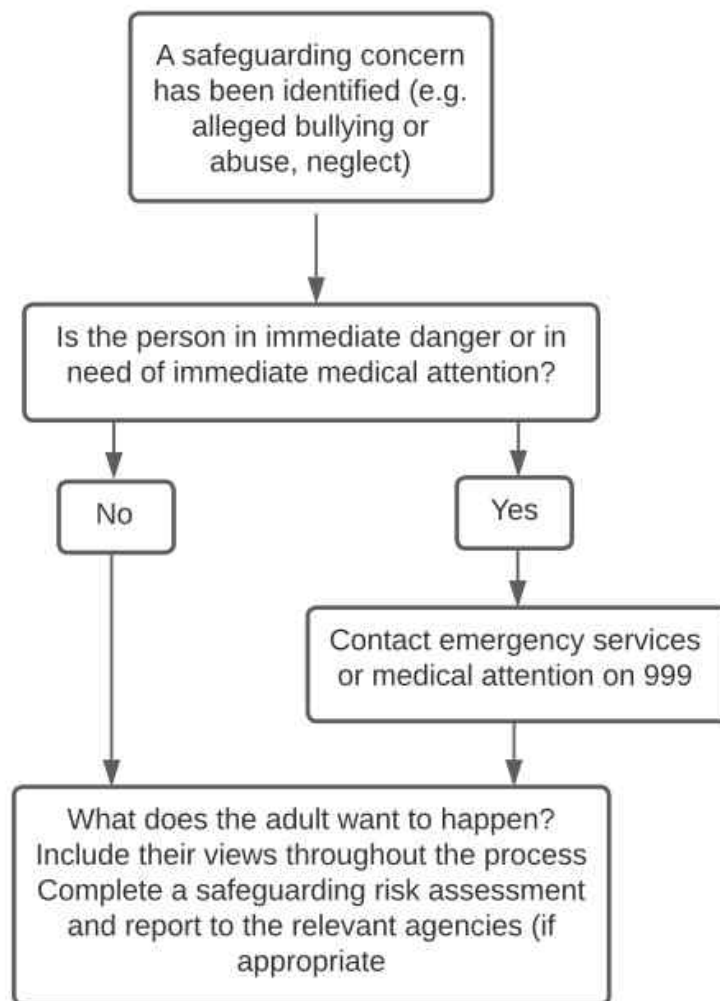 A safeguarding concern
has been identified (e.g.
alleged bullying or
abuse, neglect)
Is the person in immediate danger or in
need of immediate medical attention?
No
Yes
Contact emergency services
or medical attention on 999
What does the adult want to happen?
Include their views throughout the process
Complete a safeguarding risk assessment
and report to the relevant agencies (if
appropriate